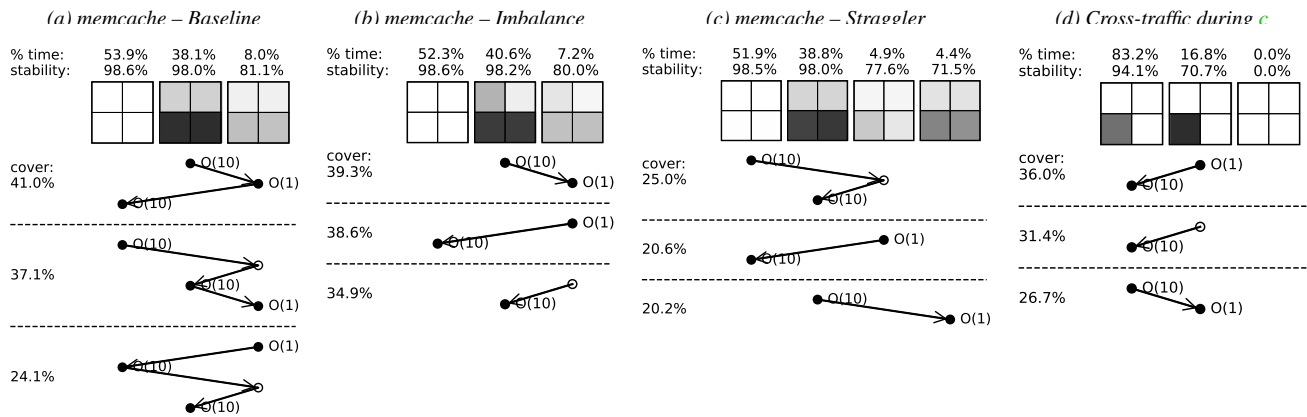 (a) memcache – Baseline
(b) memcache – Imbalance
(c) memcache – Straggler
(d) Cross-traffic during c
% time: 53.9% 38.1% 8.0%
stability: 98.6% 98.0% 81.1%
cover:
41.0%
O(10)
O(1)
O(10)
37.1%
O(10)
O(10)
O(1)
24.1%
O(1)
O(10)
O(10)
% time: 52.3% 40.6% 7.2%
stability: 98.6% 98.2% 80.0%
cover:
39.3%
O(10)
O(1)
38.6%
O(1)
O(10)
34.9%
O(10)
% time: 51.9% 38.8% 4.9% 4.4%
stability: 98.5% 98.0% 77.6% 71.5%
cover:
25.0%
O(10)
O(10)
20.6%
O(1)
O(10)
20.2%
O(10)
O(1)
% time: 83.2% 16.8% 0.0%
stability: 94.1% 70.7% 0.0%
cover:
36.0%
O(1)
O(10)
31.4%
O(10)
26.7%
O(10)
O(1)